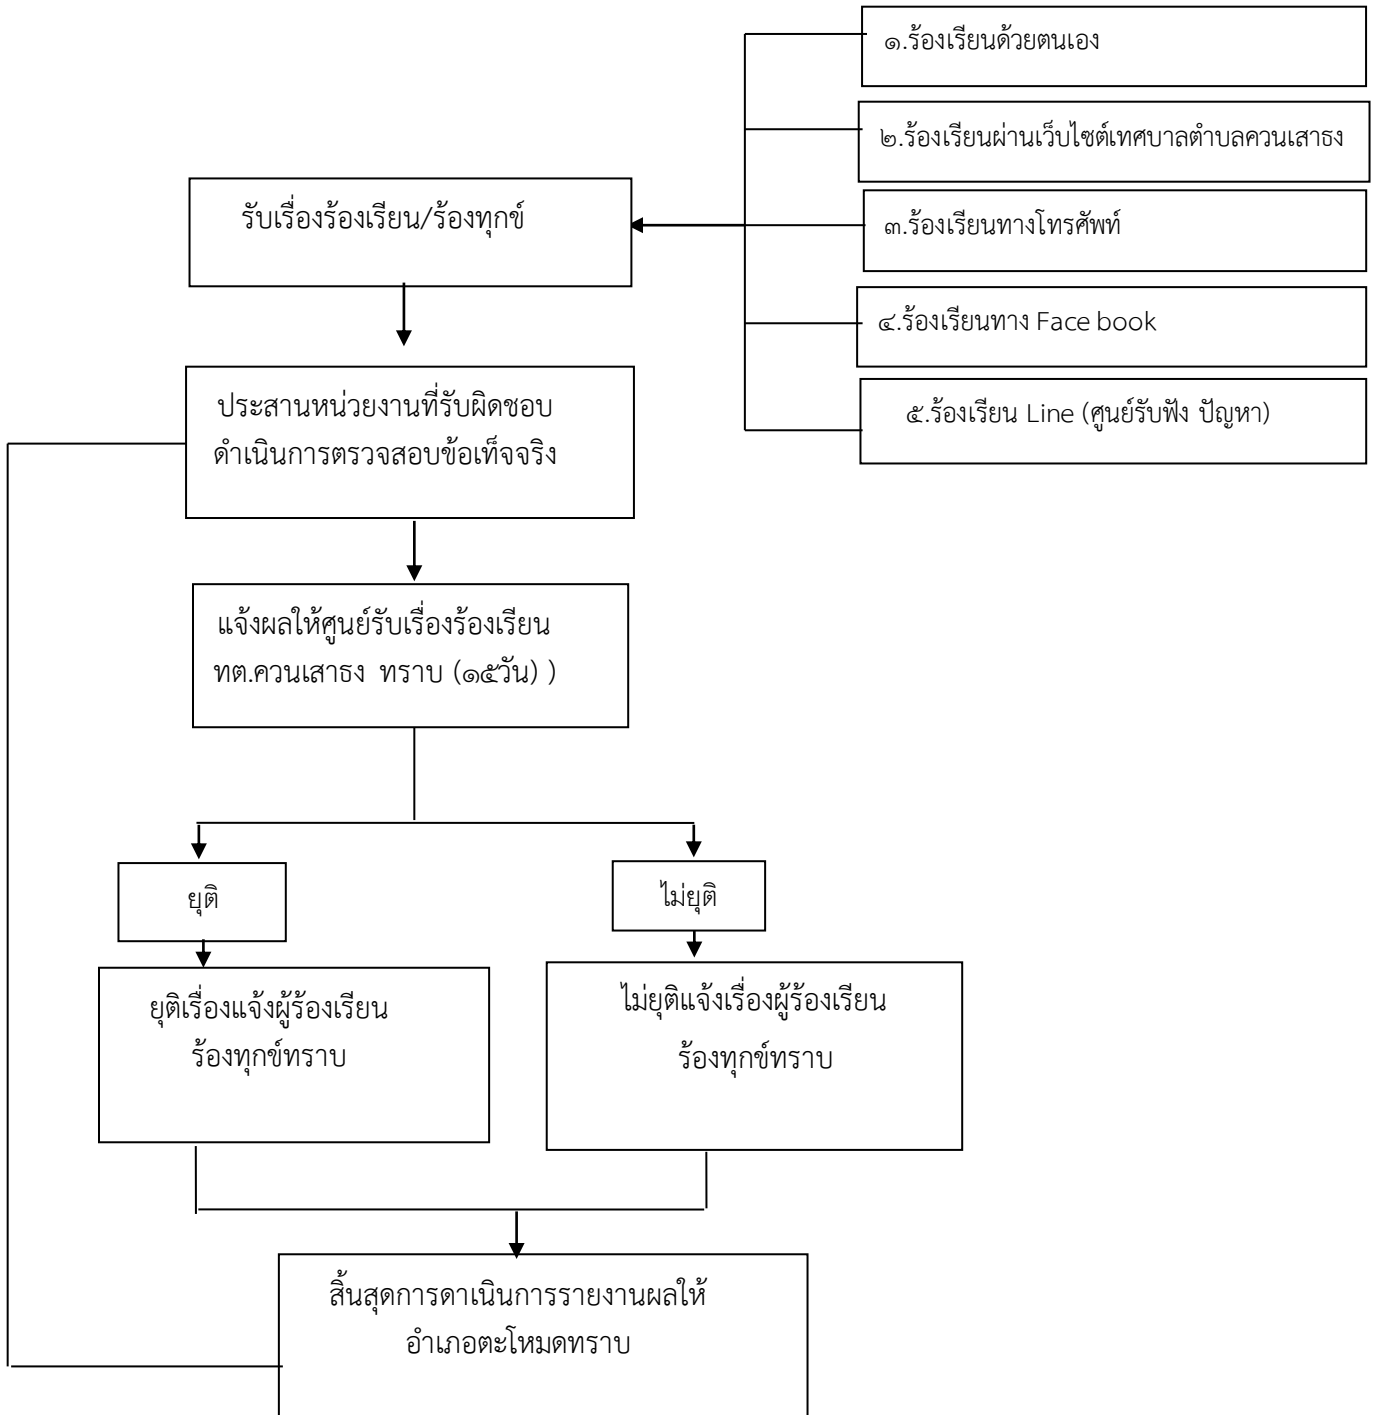 ๑.ร้องเรียนด้วยตนเอง
๒.ร้องเรียนผ่านเว็บไซต์เทศบาลตำบลควนเสาธง
รับเรื่องร้องเรียน/ร้องทุกข์
๓.ร้องเรียนทางโทรศัพท์
๔.ร้องเรียนทาง Face book
๕.ร้องเรียน Line (ศูนย์รับฟัง ปัญหา)
ประสานหน่วยงานที่รับผิดชอบ
ดำเนินการตรวจสอบข้อเท็จจริง
แจ้งผลให้ศูนย์รับเรื่องร้องเรียน
ทต.ควนเสาธง ทราบ (๑๕วัน) )
ยุติ
ไม่ยุติ
ยุติเรื่องแจ้งผู้ร้องเรียน
ร้องทุกข์ทราบ
ไม่ยุติแจ้งเรื่องผู้ร้องเรียน
ร้องทุกข์ทราบ
สิ้นสุดการดาเนินการรายงานผลให้
อำเภอตะโหมดทราบ